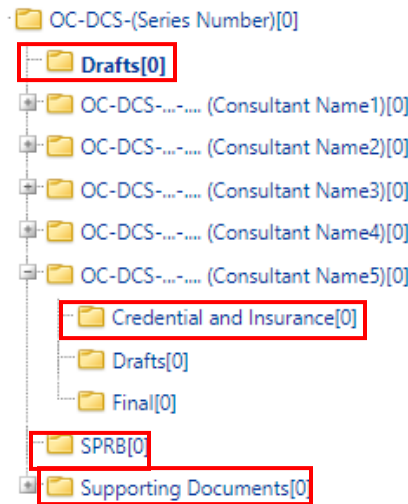 OC-DCS-(Series Number)[0]
Drafts[0]
OC-DCS-...-.... (Consultant Name1)[0]
OC-DCS-...-.... (Consultant Name2)[0]
OC-DCS-...-.... (Consultant Name3)[0]
OC-DCS-...-.... (Consultant Name4)[0]
OC-DCS-...-.... (Consultant Name5)[0]
Credential and Insurance[0]
Drafts[0]
Final[0]
SPRB[0]
Supporting Documents[0]